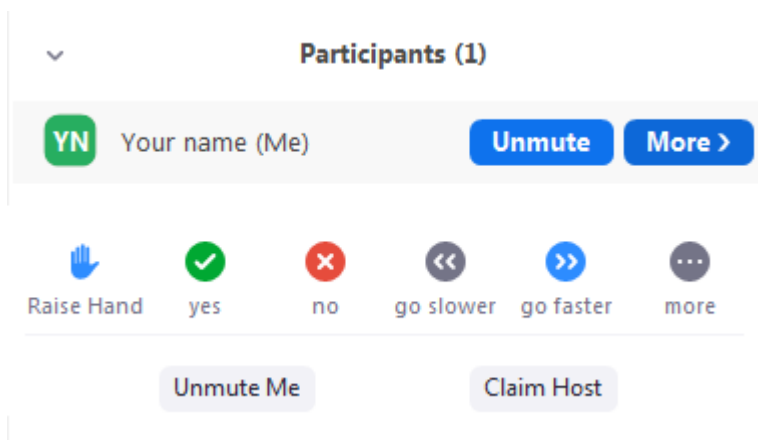 Participants (1)
YN Your name (Me) Unmute More >
Raise Hand yes no go slower go faster more
Unmute Me Claim Host